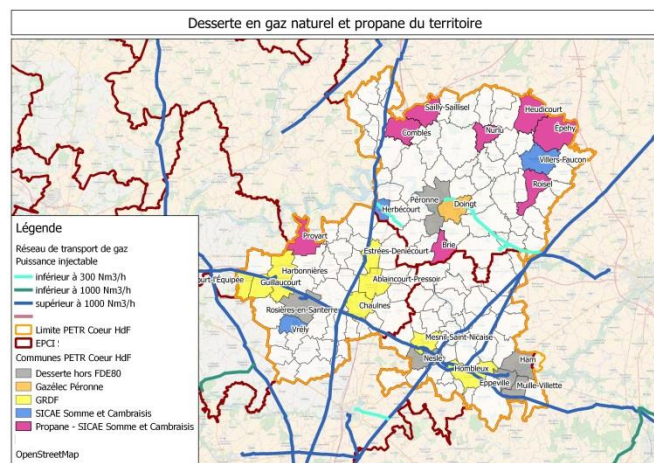 Desserte en gaz naturel et propane du territoire
Sailly-Saillisel
Heudicourt
Combles
Nurlu
Épehy
Villers-Faucon
Roisel
Péronne
Doingt
Herbécourt
Brie
Proyart
Estrées-Deniécourt
Harbonnières
Ablaincourt-Pressoir
Guillaucourt
court-l'Équipée
Chaulnes
Rosières-en-Santerre
Vrely
Mesnil-Saint-Nicaise
Nesle
Ham
Hombleux
Eppeville
Muille-Villette
Légende
Réseau de transport de gaz
Puissance injectable
inférieur à 300 Nm3/h
inférieur à 1000 Nm3/h
supérieur à 1000 Nm3/h
Limite PETR Coeur HdF
EPCI :
Communes PETR Coeur HdF
Desserte hors FDE80
Gazélec Péronne
GRDF
SICAE Somme et Cambraisis
Propane - SICAE Somme et Cambraisis
OpenStreetMap